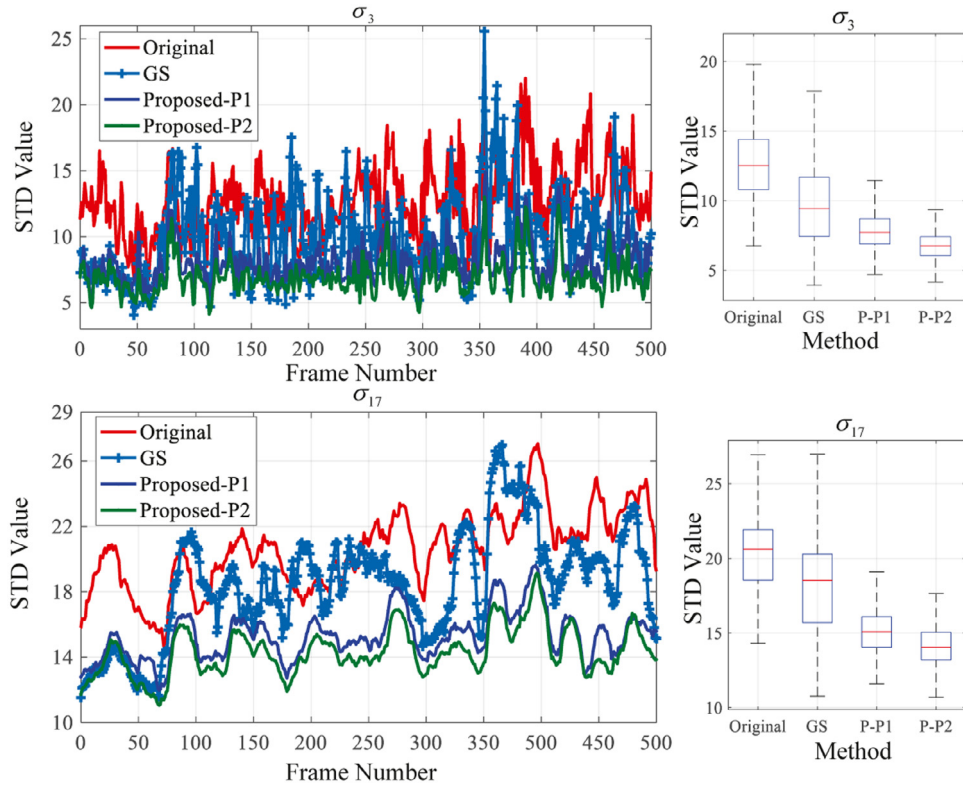 σ₃
25
20
15
10
5
STD Value
Original
GS
Proposed-P1
Proposed-P2
0 50 100 150 200 250 300 350 400 450 500
Frame Number
σ₃
20
15
10
5
STD Value
Original GS P-P1 P-P2
Method
σ₁₇
29
26
22
18
14
10
STD Value
Original
GS
Proposed-P1
Proposed-P2
0 50 100 150 200 250 300 350 500 450 500
Frame Number
σ₁₇
25
20
15
10
STD Value
Original GS P-P1 P-P2
Method